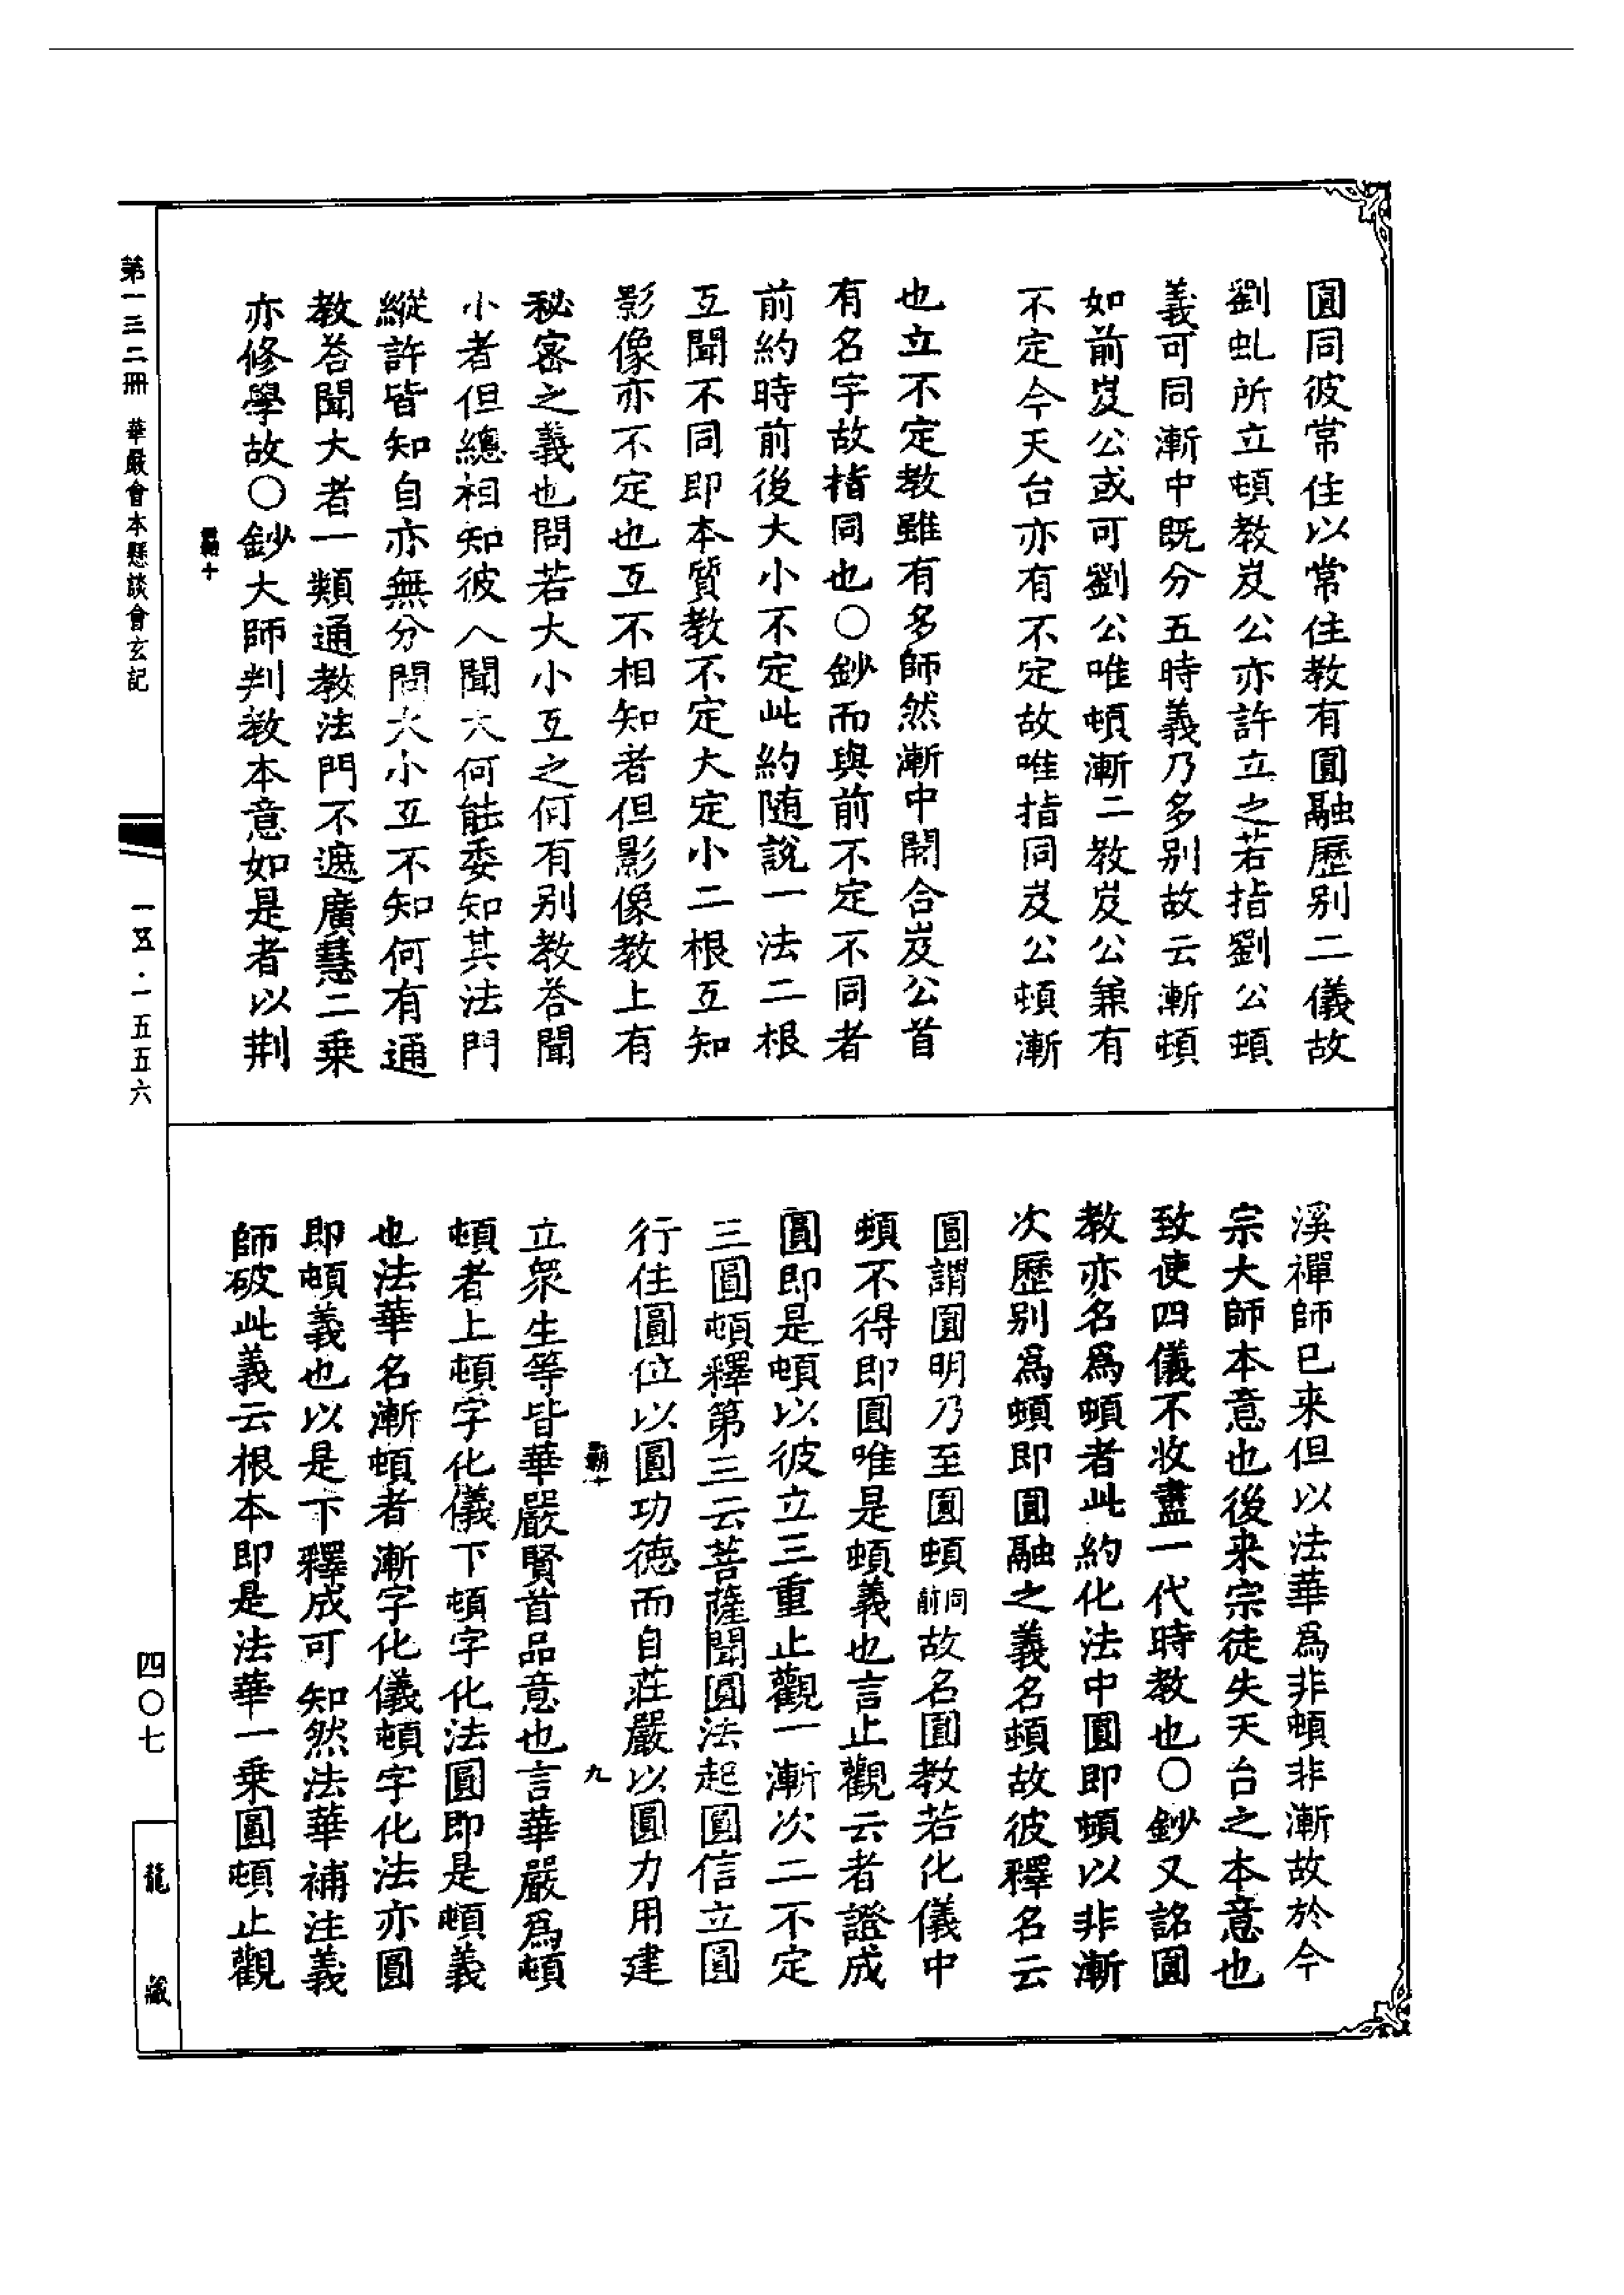 圓同彼常住以常住教有圓融歷別二儀故
劉虬所立頓教岌公亦許立之若指劉公頓
義可同漸中既分五時義乃多別故云漸頓
如前岌公或可劉公唯頓漸二教岌公兼有
不定今天台亦有不定故唯指同岌公頓漸
也立不定教雖有多師然漸中開合岌公首
有名字故指同也〇鈔而與前不定不同者
前約時前後大小不定此約隨說一法二根
互聞不同即本質教不定大定小二根互知
影像亦不定也互不相知者但影像教上有
秘密之義也問若大小互之何有別教荅聞
小者但總相知彼人聞大何能委知其法門
縱許皆知自亦無分問大小互不知何有通
教荅聞大者一類通教法門不遮廣慧二乗
亦修學故〇鈔大師判教本意如是者以荆
溪禪師已来但以法華爲非頓非漸故於今
宗大師本意也後来宗徒失天台之本意也
致使四儀不收盡一代時教也〇鈔又詺圓
教亦名爲頓者此約化法中圓即頓以非漸
次歷別爲頓即圓融之義名頓故彼釋名云
圓謂圓明乃至圓頓同前故名圓教若化儀中
頓不得即圓唯是頓義也言止觀云者證成
圓即是頓以彼立三重止觀一漸次二不定
三圓頓釋第三云菩薩聞圓法起圓信立圓
行住圓位以圓功德而自莊嚴以圓力用建
九
立衆生等皆華嚴賢首品意也言華嚴爲頓
頓者上頓字化儀下頓字化法圓即是頓義
也法華名漸頓者漸字化儀頓字化法亦圓
即頓義也以是下釋成可知然法華補注義
師破此義云根本即是法華一乗圓頓止觀
第一三二冊 華嚴會本懸談會玄記
一五五·一五五六
四〇七
龍藏